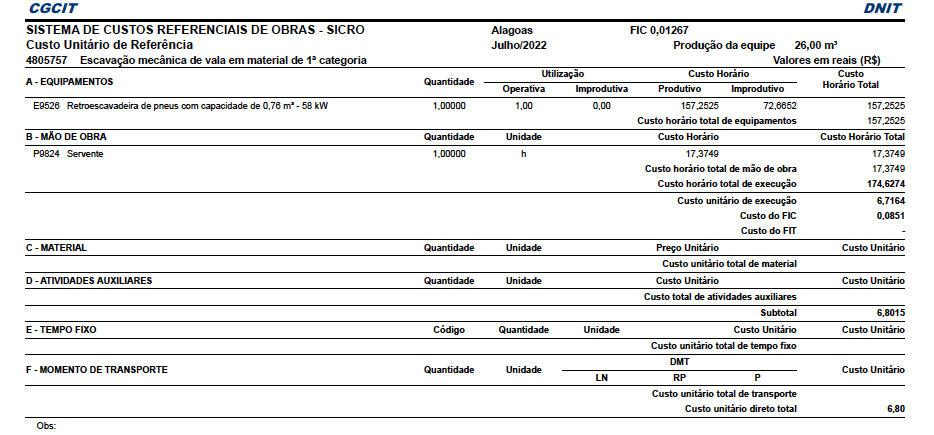 CGCIT DNIT
SISTEMA DE CUSTOS REFERENCIAIS DE OBRAS - SICRO Alagoas FIC 0,01267
Custo Unitário de Referência Julho/2022 Produção da equipe 26,00 m³
4805757 Escavação mecânica de vala em material de 1ª categoria Valores em reais (R$)
A - EQUIPAMENTOS Quantidade Utilização Custo Horário Custo
Operativa Improdutiva Produtivo Improdutivo Horário Total
E9526 Retroescavadeira de pneus com capacidade de 0,76 m³ - 58 kW 1,00000 1,00 0,00 157,2525 72,6652 157,2525
Custo horário total de equipamentos 157,2525
B - MÃO DE OBRA Quantidade Unidade Custo Horário Custo Horário Total
P9824 Servente 1,00000 h 17,3749 17,3749
Custo horário total de mão de obra 17,3749
Custo horário total de execução 174,6274
Custo unitário de execução 6,7164
Custo do FIC 0,0851
Custo do FIT -
C - MATERIAL Quantidade Unidade Preço Unitário Custo Unitário
Custo unitário total de material
D - ATIVIDADES AUXILIARES Quantidade Unidade Custo Unitário Custo Unitário
Custo total de atividades auxiliares
Subtotal 6,8015
E - TEMPO FIXO Código Quantidade Unidade Custo Unitário Custo Unitário
Custo unitário total de tempo fixo
F - MOMENTO DE TRANSPORTE Quantidade Unidade DMT Custo Unitário
LN RP P
Custo unitário total de transporte
Custo unitário direto total 6,80
Obs: